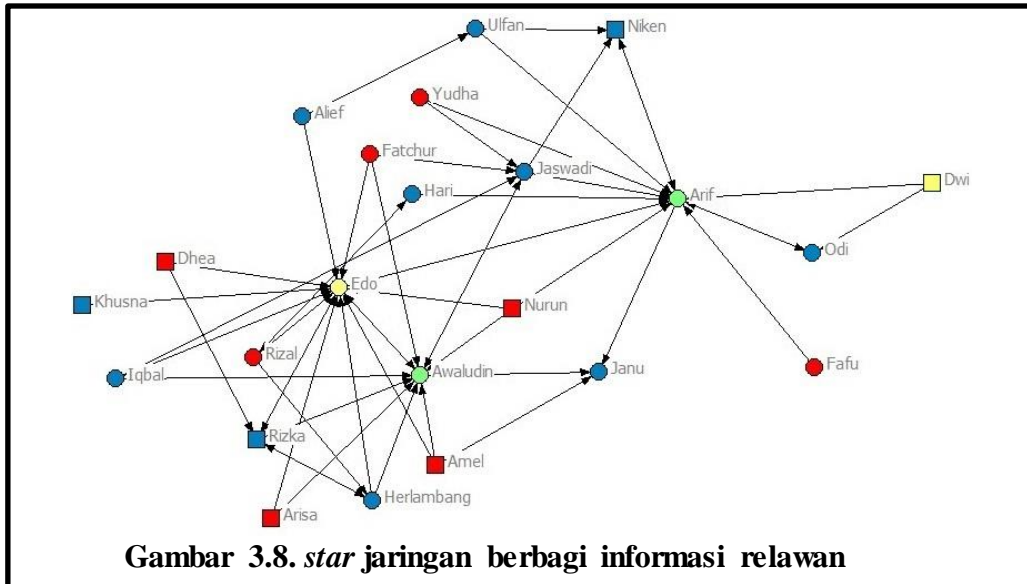 Ulfan
Niken
Yudha
Alief
Fatchur
Jaswadi
Dwi
Hari
Arif
Odi
Dhea
Edo
Khusna
Nurun
Rizal
Iqbal
Awaludin
Janu
Fafu
Rizka
Amel
Herlambang
Arisa
Gambar 3.8. star jaringan berbagi informasi relawan